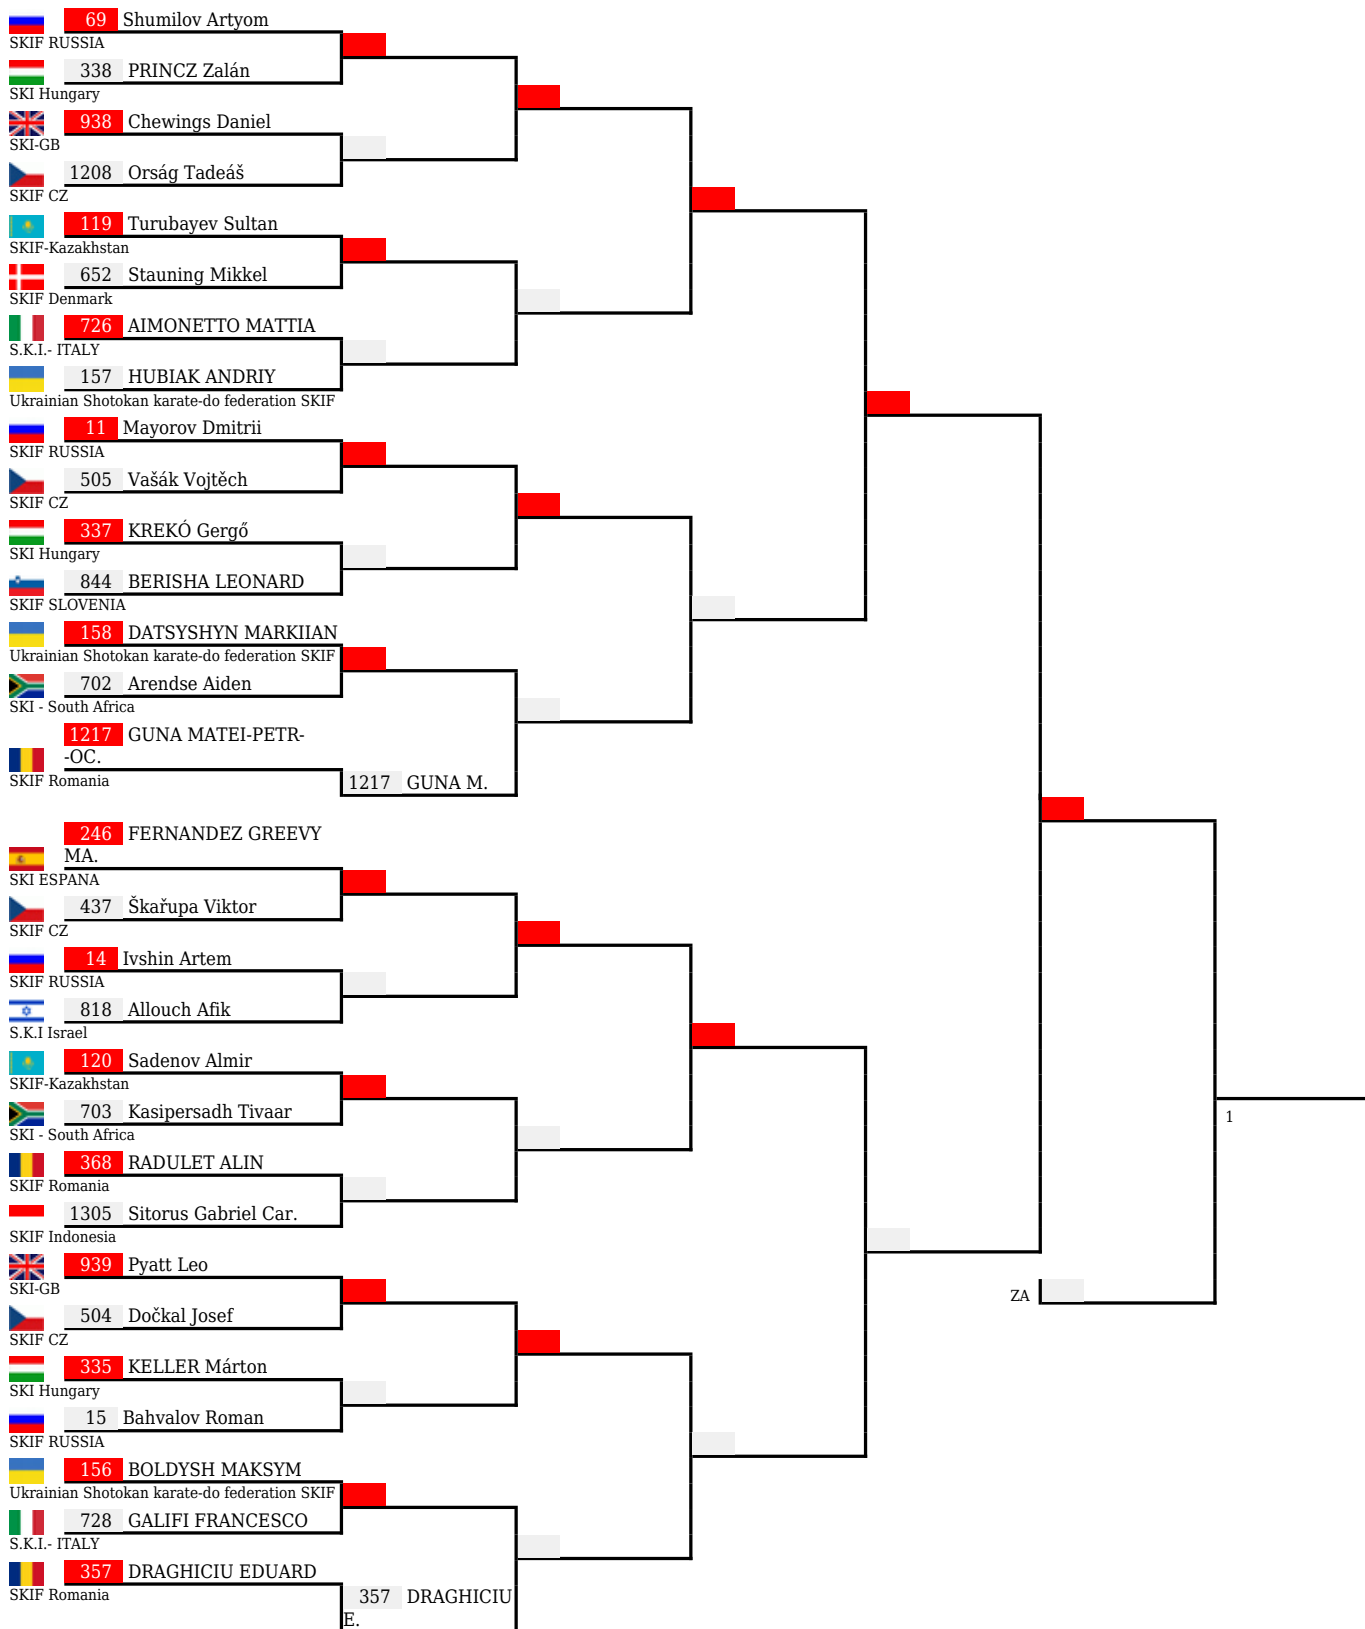 69 Shumilov Artyom
SKIF RUSSIA
338 PRINCZ Zalán
SKI Hungary
938 Chewings Daniel
SKI-GB
1208 Orság Tadeáš
SKIF CZ
119 Turubayev Sultan
SKIF-Kazakhstan
652 Stauning Mikkel
SKIF Denmark
726 AIMONETTO MATTIA
S.K.I.- ITALY
157 HUBIAK ANDRIY
Ukrainian Shotokan karate-do federation SKIF
11 Mayorov Dmitrii
SKIF RUSSIA
505 Vašák Vojtěch
SKIF CZ
337 KREKÓ Gergő
SKI Hungary
844 BERISHA LEONARD
SKIF SLOVENIA
158 DATSYSHYN MARKIIAN
Ukrainian Shotokan karate-do federation SKIF
702 Arendse Aiden
SKI - South Africa
1217 GUNA MATEI-PETR-
-OC.
SKIF Romania
1217 GUNA M.
246 FERNANDEZ GREEVY
MA.
SKI ESPANA
437 Škařupa Viktor
SKIF CZ
14 Ivshin Artem
SKIF RUSSIA
818 Allouch Afik
S.K.I Israel
120 Sadenov Almir
SKIF-Kazakhstan
703 Kasipersadh Tivaar
SKI - South Africa
1
368 RADULET ALIN
SKIF Romania
1305 Sitorus Gabriel Car.
SKIF Indonesia
939 Pyatt Leo
SKI-GB
ZA
504 Dočkal Josef
SKIF CZ
335 KELLER Márton
SKI Hungary
15 Bahvalov Roman
SKIF RUSSIA
156 BOLDYSH MAKSYM
Ukrainian Shotokan karate-do federation SKIF
728 GALIFI FRANCESCO
S.K.I.- ITALY
357 DRAGHICIU EDUARD
SKIF Romania
357 DRAGHICIU
E.